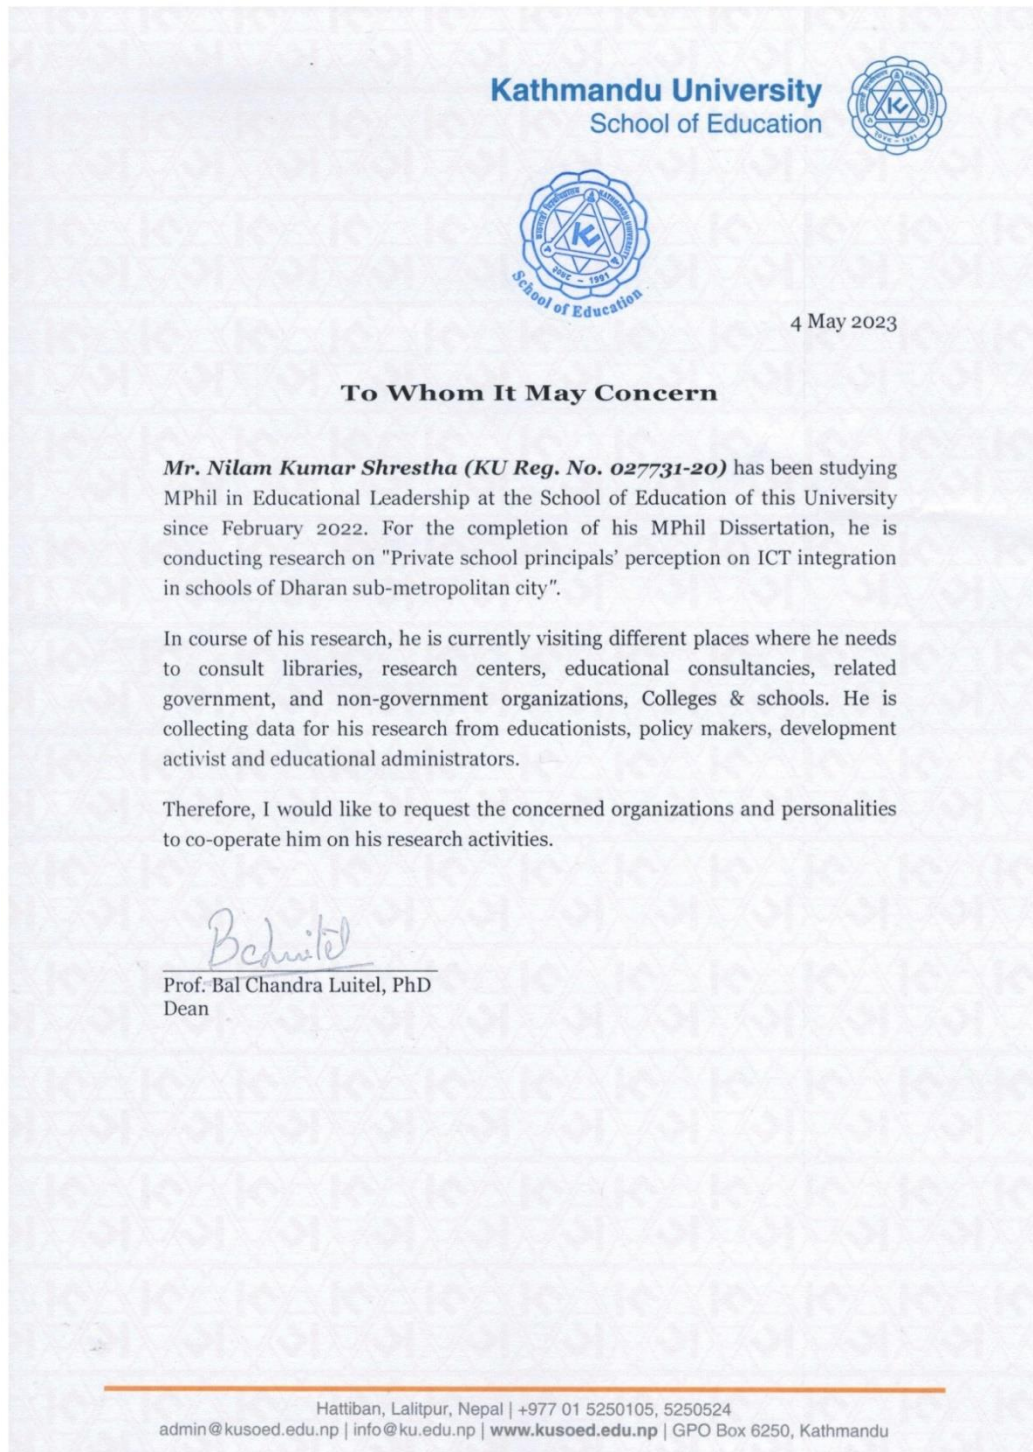 Kathmandu University
School of Education
KATHMANDU UNIVERSITY
1991
KU
KATHMANDU UNIVERSITY
1991
School of Education
4 May 2023
To Whom It May Concern
Mr. Nilam Kumar Shrestha (KU Reg. No. 027731-20) has been studying
MPhil in Educational Leadership at the School of Education of this University
since February 2022. For the completion of his MPhil Dissertation, he is
conducting research on "Private school principals’ perception on ICT integration
in schools of Dharan sub-metropolitan city".
In course of his research, he is currently visiting different places where he needs
to consult libraries, research centers, educational consultancies, related
government, and non-government organizations, Colleges & schools. He is
collecting data for his research from educationists, policy makers, development
activist and educational administrators.
Therefore, I would like to request the concerned organizations and personalities
to co-operate him on his research activities.
Prof. Bal Chandra Luitel, PhD
Dean
Hattiban, Lalitpur, Nepal | +977 01 5250105, 5250524
admin@kusoed.edu.np | info@ku.edu.np | www.kusoed.edu.np | GPO Box 6250, Kathmandu